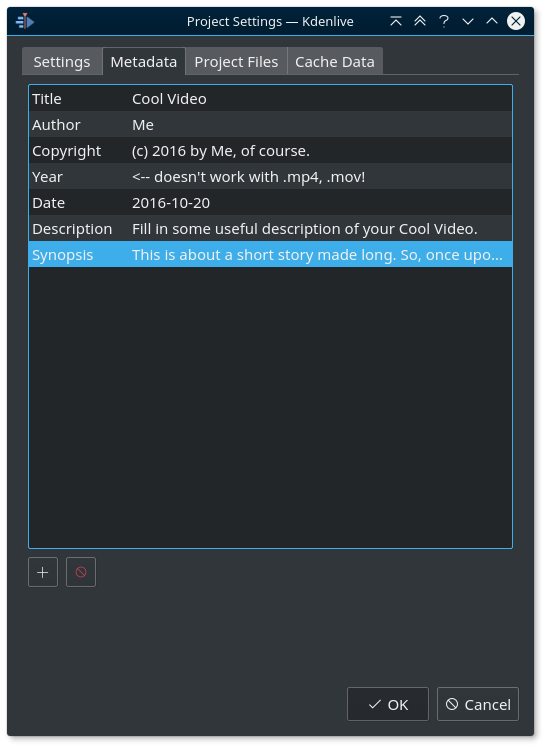 Project Settings — Kdenlive
Settings Metadata Project Files Cache Data
Title Cool Video
Author Me
Copyright (c) 2016 by Me, of course.
Year <-- doesn't work with .mp4, .mov!
Date 2016-10-20
Description Fill in some useful description of your Cool Video.
Synopsis This is about a short story made long. So, once upo...
OK Cancel